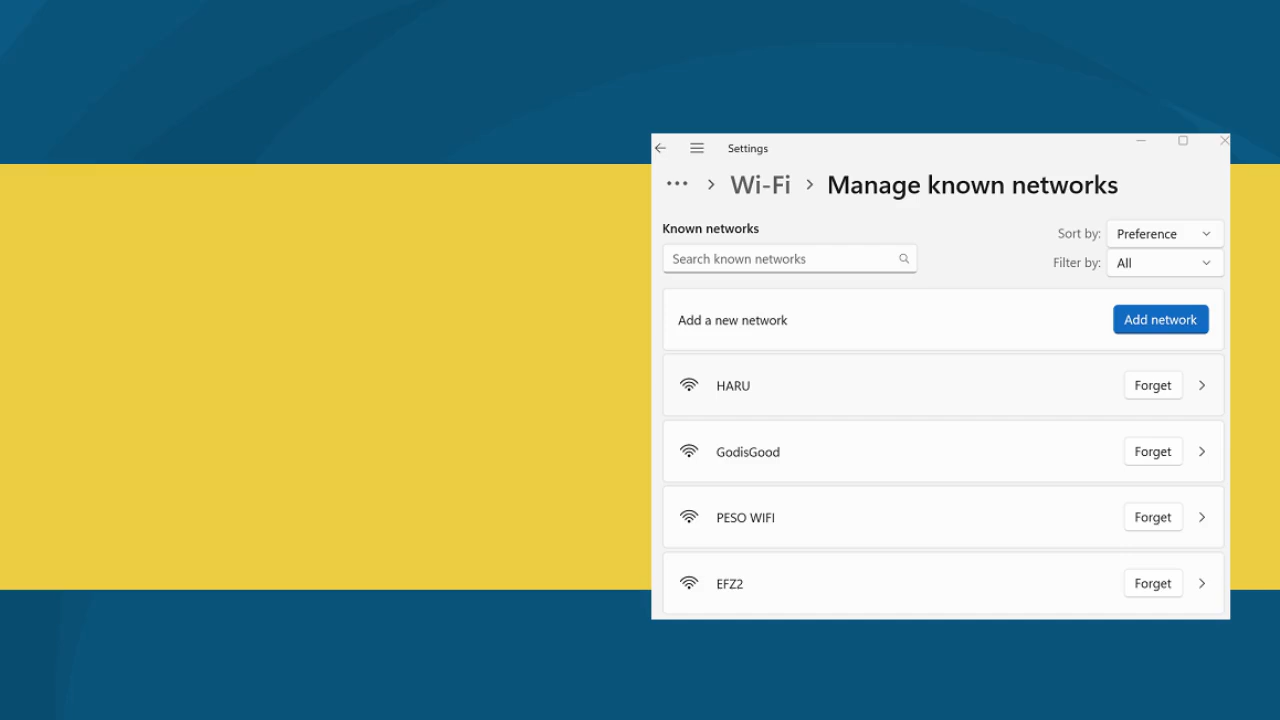 Settings
... > Wi-Fi > Manage known networks
Known networks
Sort by: Preference
Search known networks
Filter by: All
Add a new network Add network
HARU Forget
GodisGood Forget
PESO WIFI Forget
EFZ2 Forget